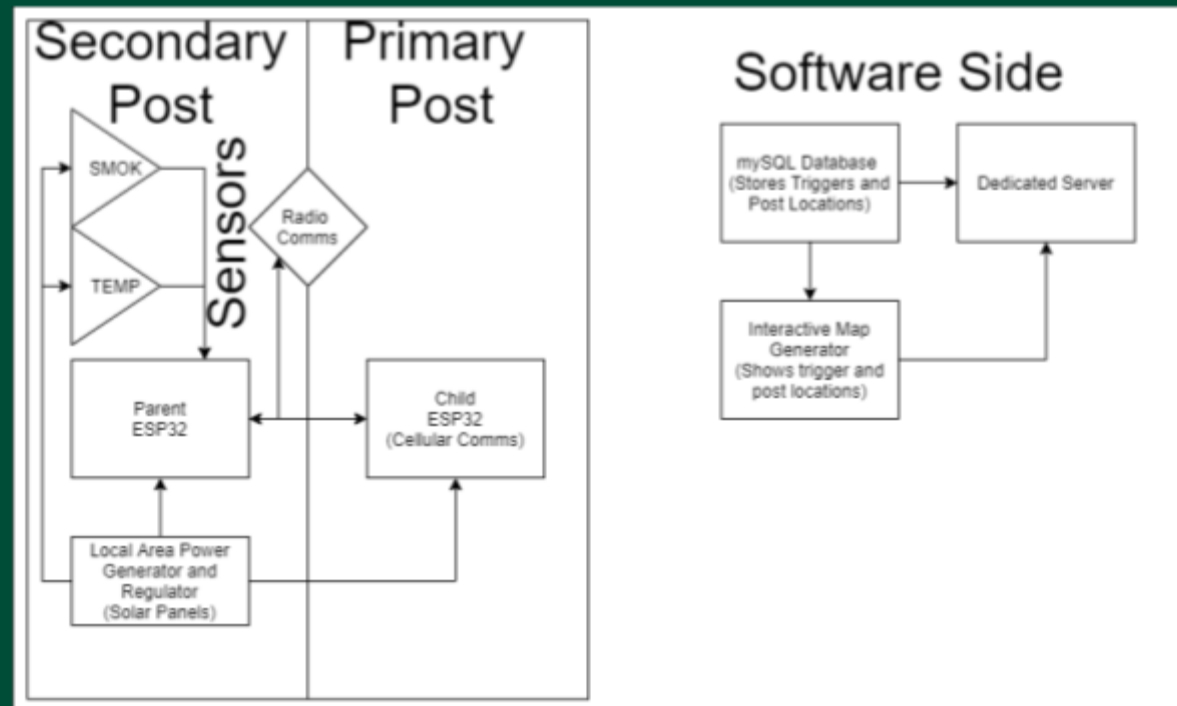 Secondary
Post
Primary
Post
SMOK
TEMP
Sensors
Radio
Comms
Parent
ESP32
Child
ESP32
(Cellular Comms)
Local Area Power
Generator and
Regulator
(Solar Panels)
Software Side
mySQL Database
(Stores Triggers and
Post Locations)
Dedicated Server
Interactive Map
Generator
(Shows trigger and
post locations)